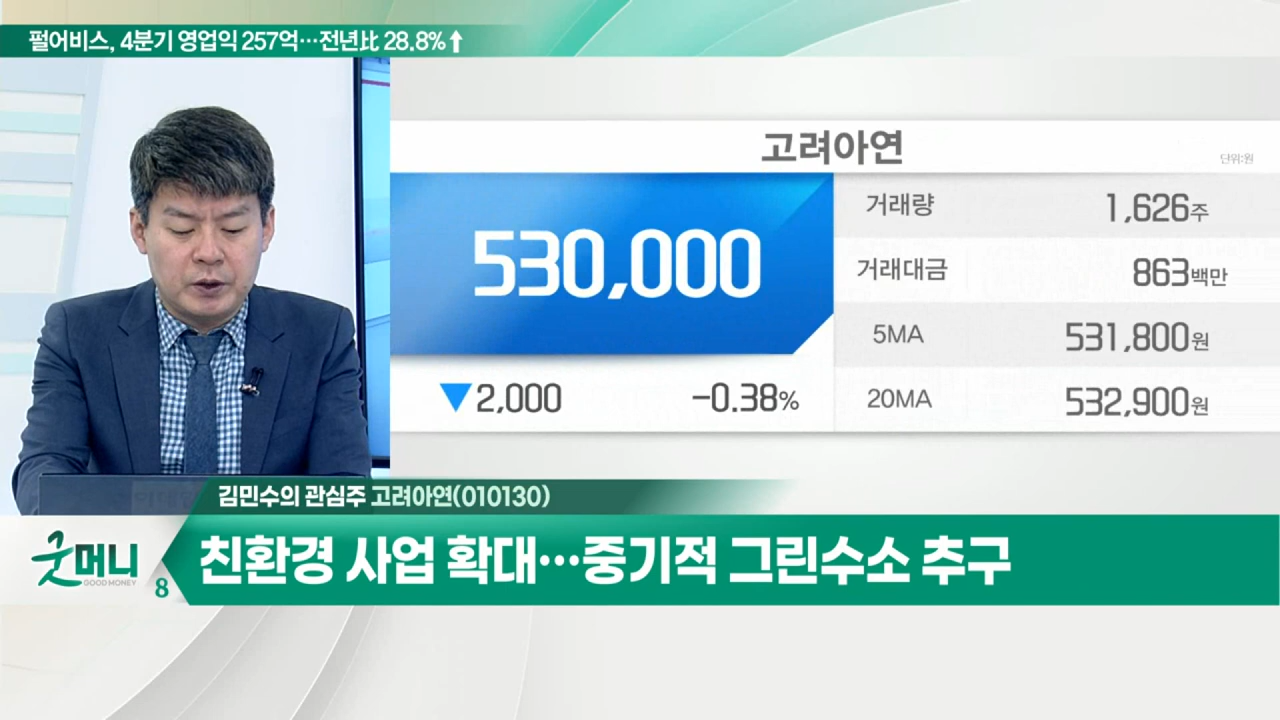 펄어비스, 4분기 영업익 257억…전년比 28.8%⬆
고려아연
단위:원
530,000
▼2,000 -0.38%
거래량 1,626주
거래대금 863백만
5MA 531,800원
20MA 532,900원
김민수의 관심주 고려아연(010130)
굿머니
GOOD MONEY
8
친환경 사업 확대…중기적 그린수소 추구